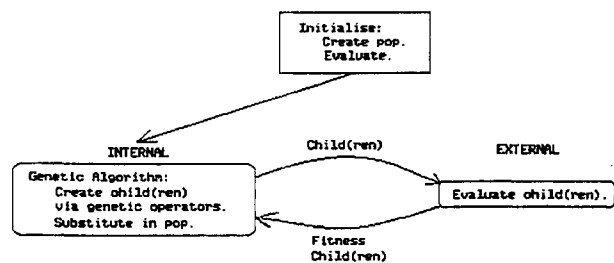 Initialise:
Create pop.
Evaluate.
INTERNAL
Child(ren)
EXTERNAL
Genetic Algorithm:
Create child(ren)
via genetic operators.
Substitute in pop.
Evaluate child(ren).
Fitness
Child(ren)